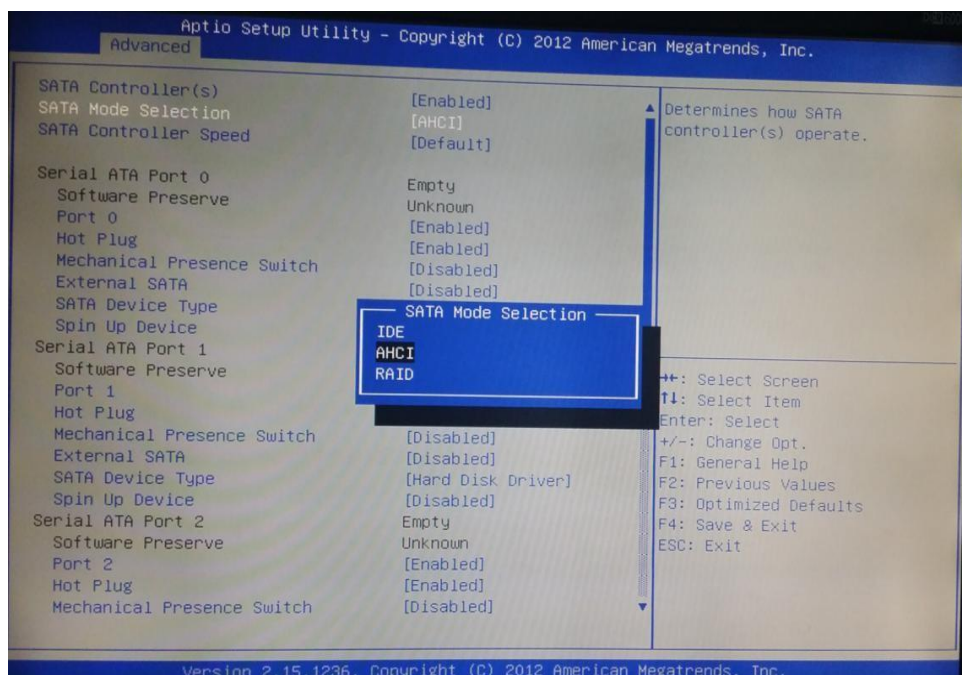 Aptio Setup Utility - Copyright (C) 2012 American Megatrends, Inc.
Advanced
SATA Controller(s) [Enabled]
SATA Mode Selection [AHCI]
SATA Controller Speed [Default]
Serial ATA Port 0 Empty
Software Preserve Unknown
Port 0 [Enabled]
Hot Plug [Enabled]
Mechanical Presence Switch [Disabled]
External SATA [Disabled]
SATA Device Type
Spin Up Device
Serial ATA Port 1
Software Preserve
Port 1
Hot Plug
Mechanical Presence Switch [Disabled]
External SATA [Disabled]
SATA Device Type [Hard Disk Driver]
Spin Up Device [Disabled]
Serial ATA Port 2 Empty
Software Preserve Unknown
Port 2 [Enabled]
Hot Plug [Enabled]
Mechanical Presence Switch [Disabled]
SATA Mode Selection
IDE
AHCI
RAID
Determines how SATA
controller(s) operate.
→←: Select Screen
↑↓: Select Item
Enter: Select
+/-: Change Opt.
F1: General Help
F2: Previous Values
F3: Optimized Defaults
F4: Save & Exit
ESC: Exit
Version 2.15.1236. Copyright (C) 2012 American Megatrends, Inc.